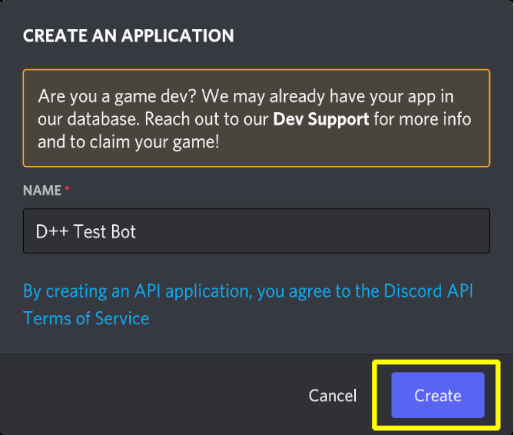 CREATE AN APPLICATION
Are you a game dev? We may already have your app in
our database. Reach out to our Dev Support for more info
and to claim your game!
NAME *
D++ Test Bot
By creating an API application, you agree to the Discord API
Terms of Service
Cancel Create